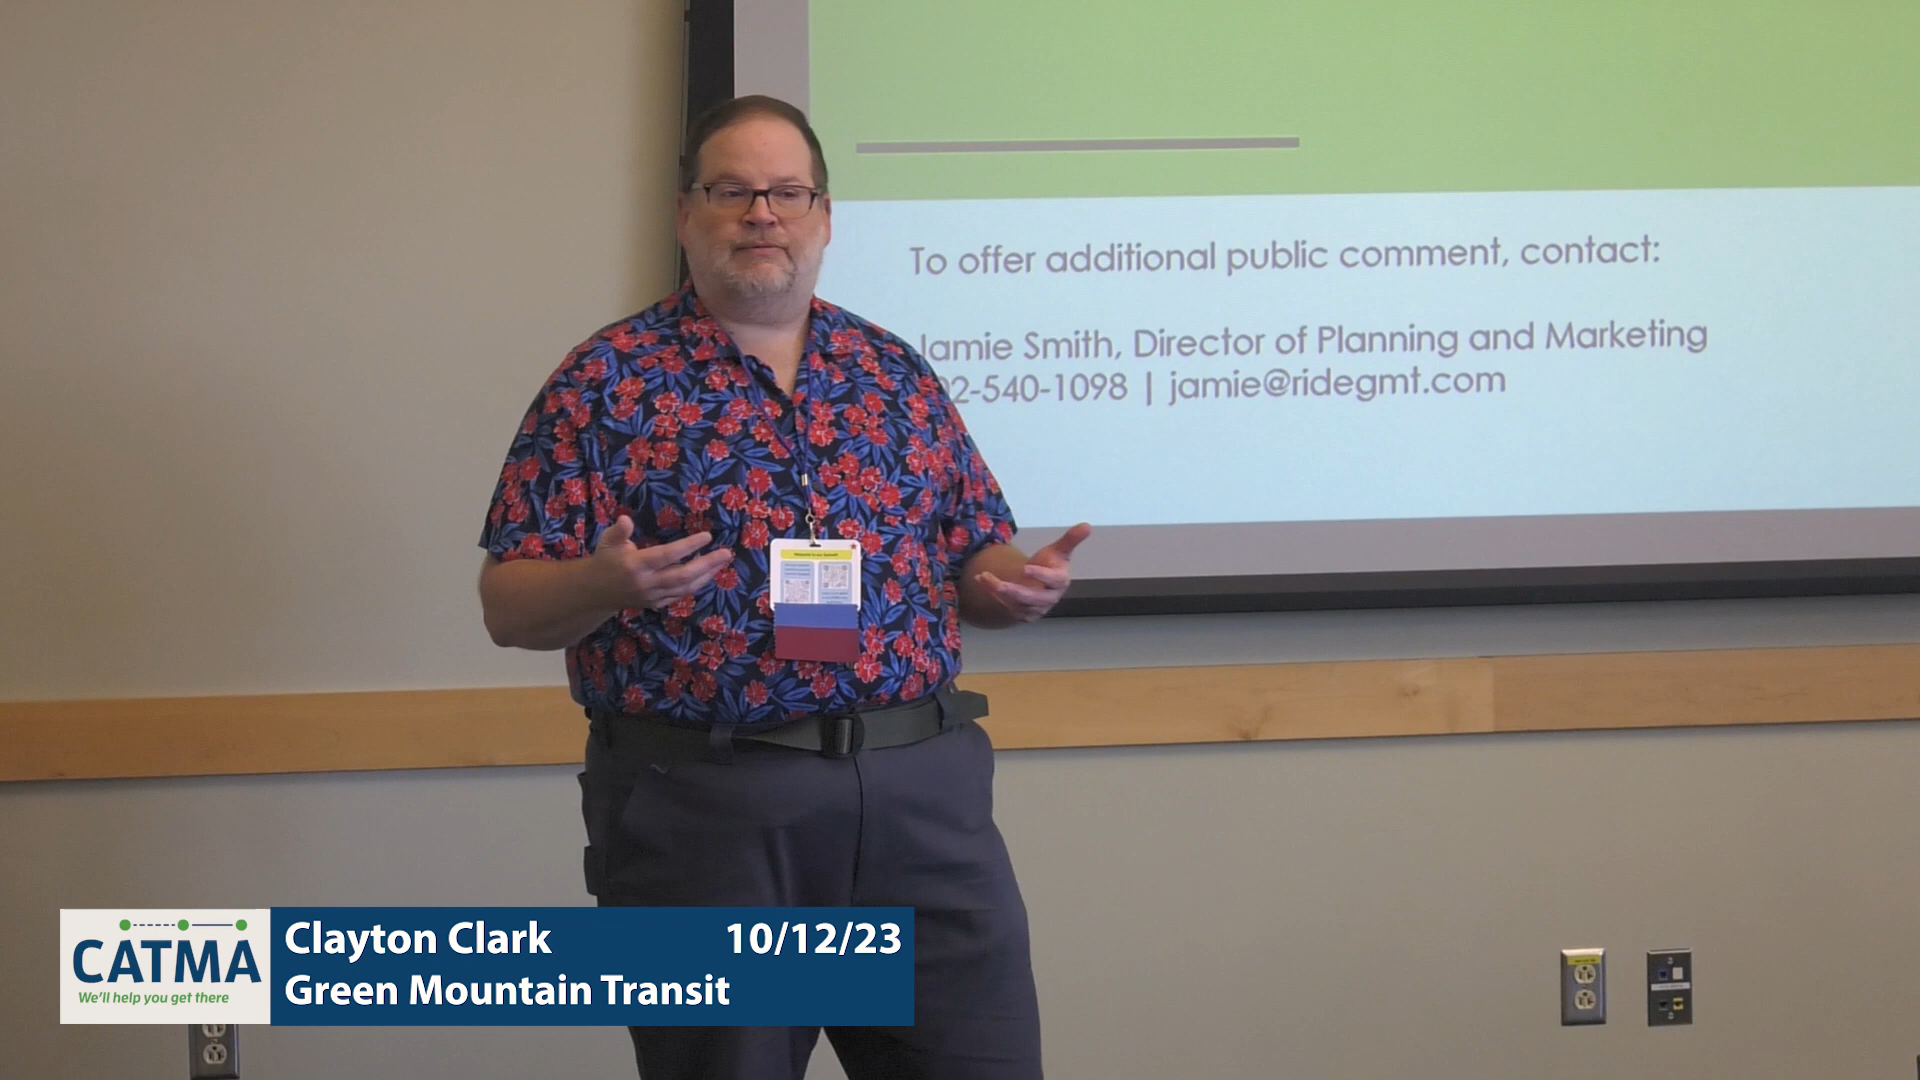 To offer additional public comment, contact:
Jamie Smith, Director of Planning and Marketing
2-540-1098 | jamie@ridegmt.com
CATMA
We'll help you get there
Clayton Clark 10/12/23
Green Mountain Transit